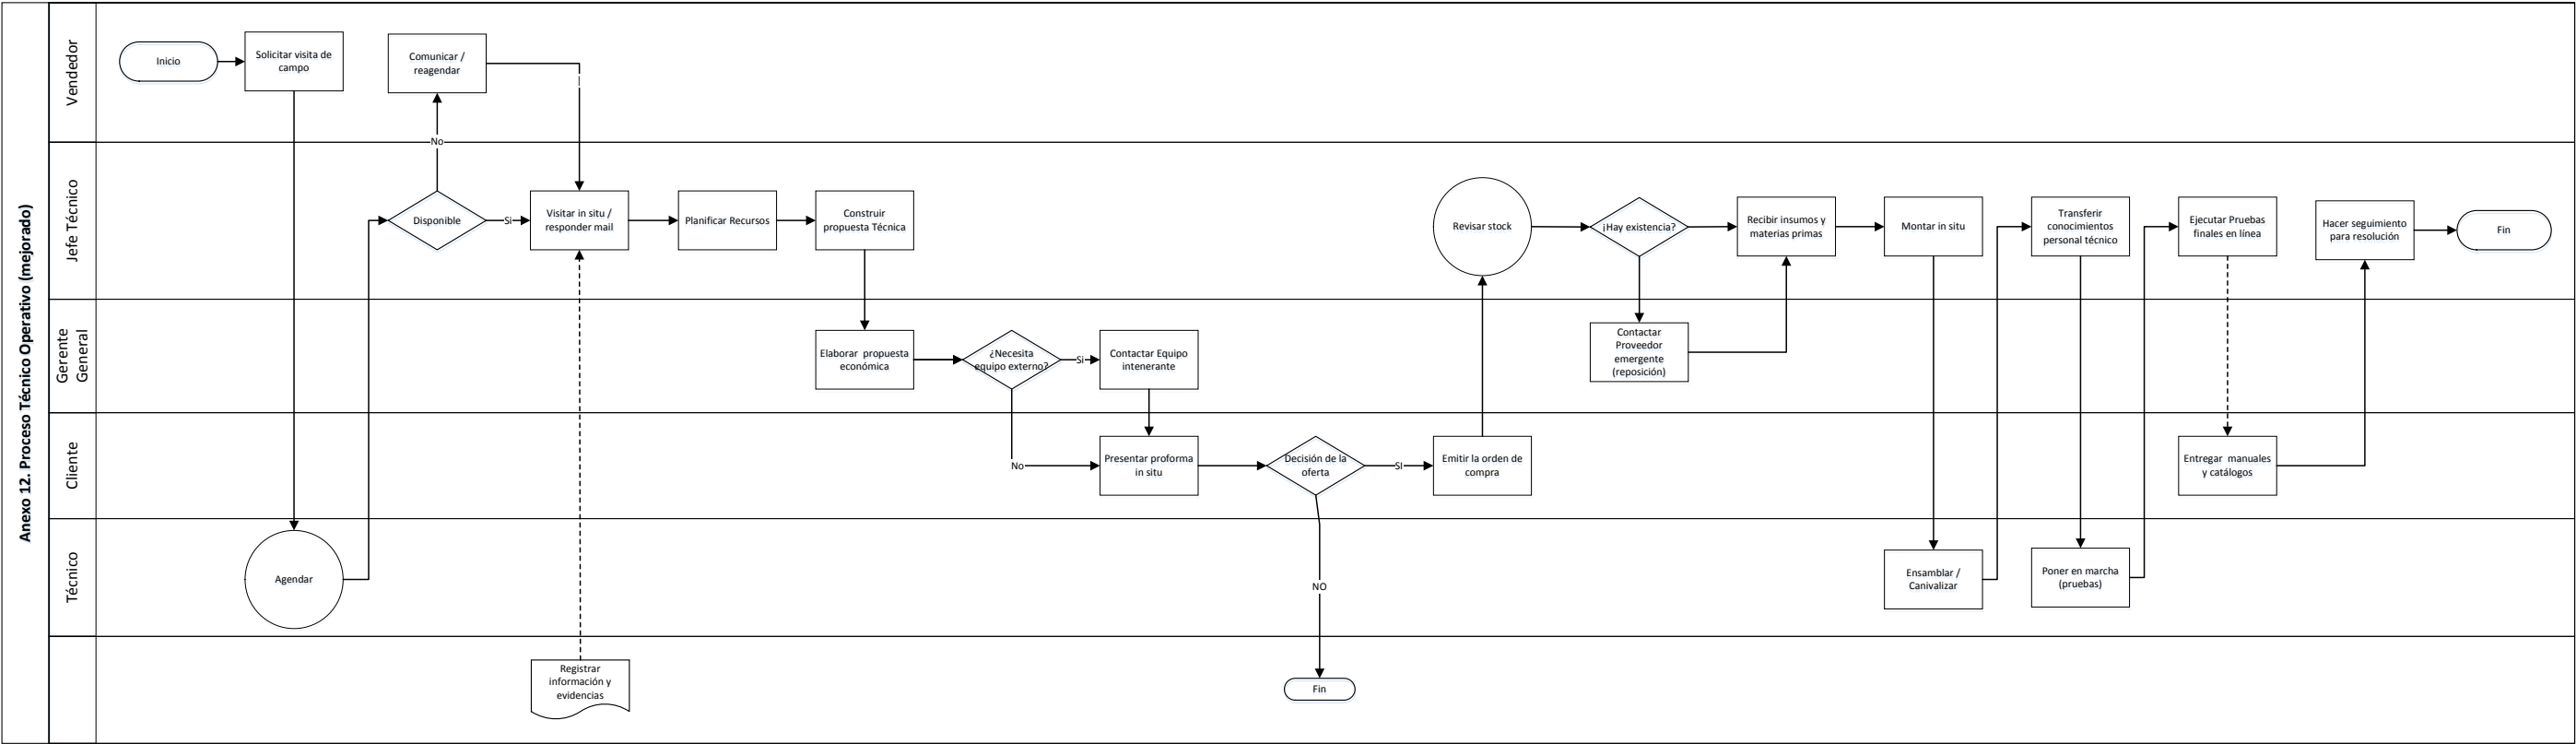 Anexo 12. Proceso Técnico Operativo (mejorado)
Vendedor
Inicio
Solicitar visita de
campo
Comunicar /
reagendar
No
Jefe Técnico
Disponible
Si
Visitar in situ /
responder mail
Planificar Recursos
Construir
propuesta Técnica
Revisar stock
¡Hay existencia?
Recibir insumos y
materias primas
Montar in situ
Transferir
conocimientos
personal técnico
Ejecutar Pruebas
finales en línea
Hacer seguimiento
para resolución
Fin
Gerente
General
Elaborar propuesta
económica
¿Necesita
equipo externo?
Si
Contactar Equipo
intenerante
Contactar
Proveedor
emergente
(reposición)
Cliente
No
Presentar proforma
in situ
Decisión de la
oferta
SI
Emitir la orden de
compra
Entregar manuales
y catálogos
Técnico
Agendar
NO
Ensamblar /
Canivalizar
Poner en marcha
(pruebas)
Registrar
información y
evidencias
Fin